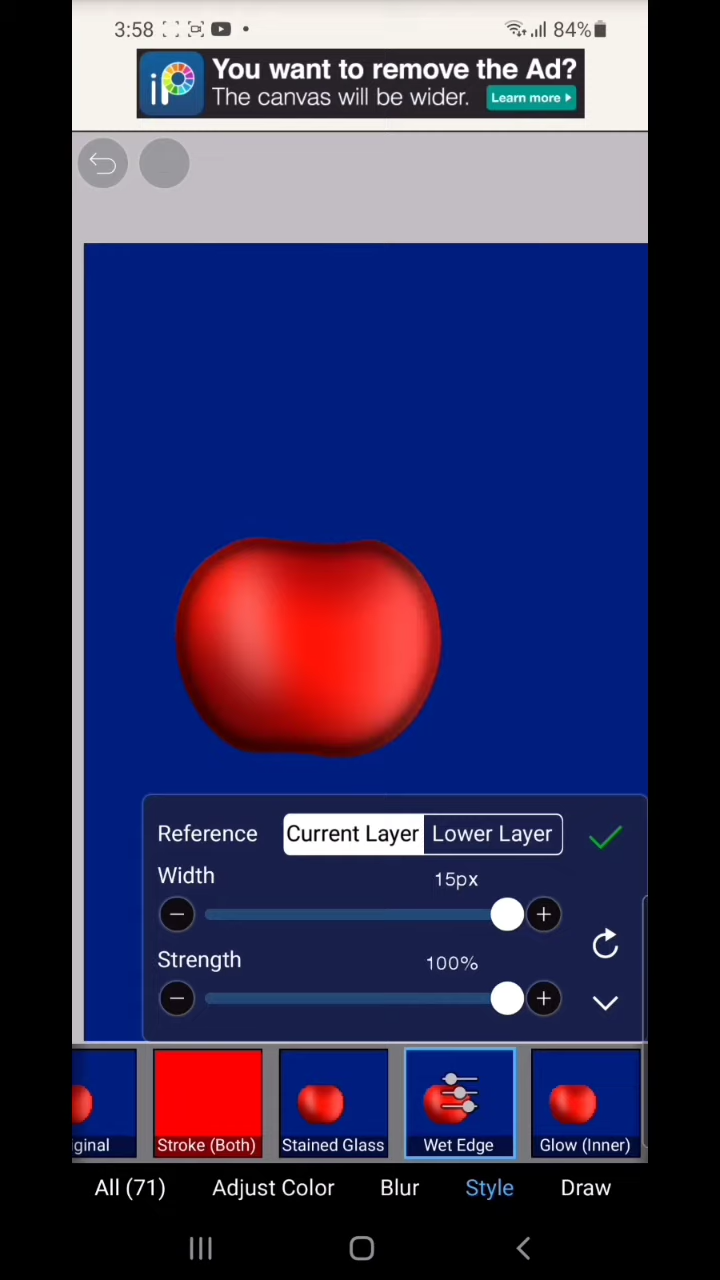 3:58
84%
iP
You want to remove the Ad?
The canvas will be wider.
Learn more
Reference
Current Layer
Lower Layer
Width
15px
Strength
100%
iginal
Stroke (Both)
Stained Glass
Wet Edge
Glow (Inner)
All (71)
Adjust Color
Blur
Style
Draw